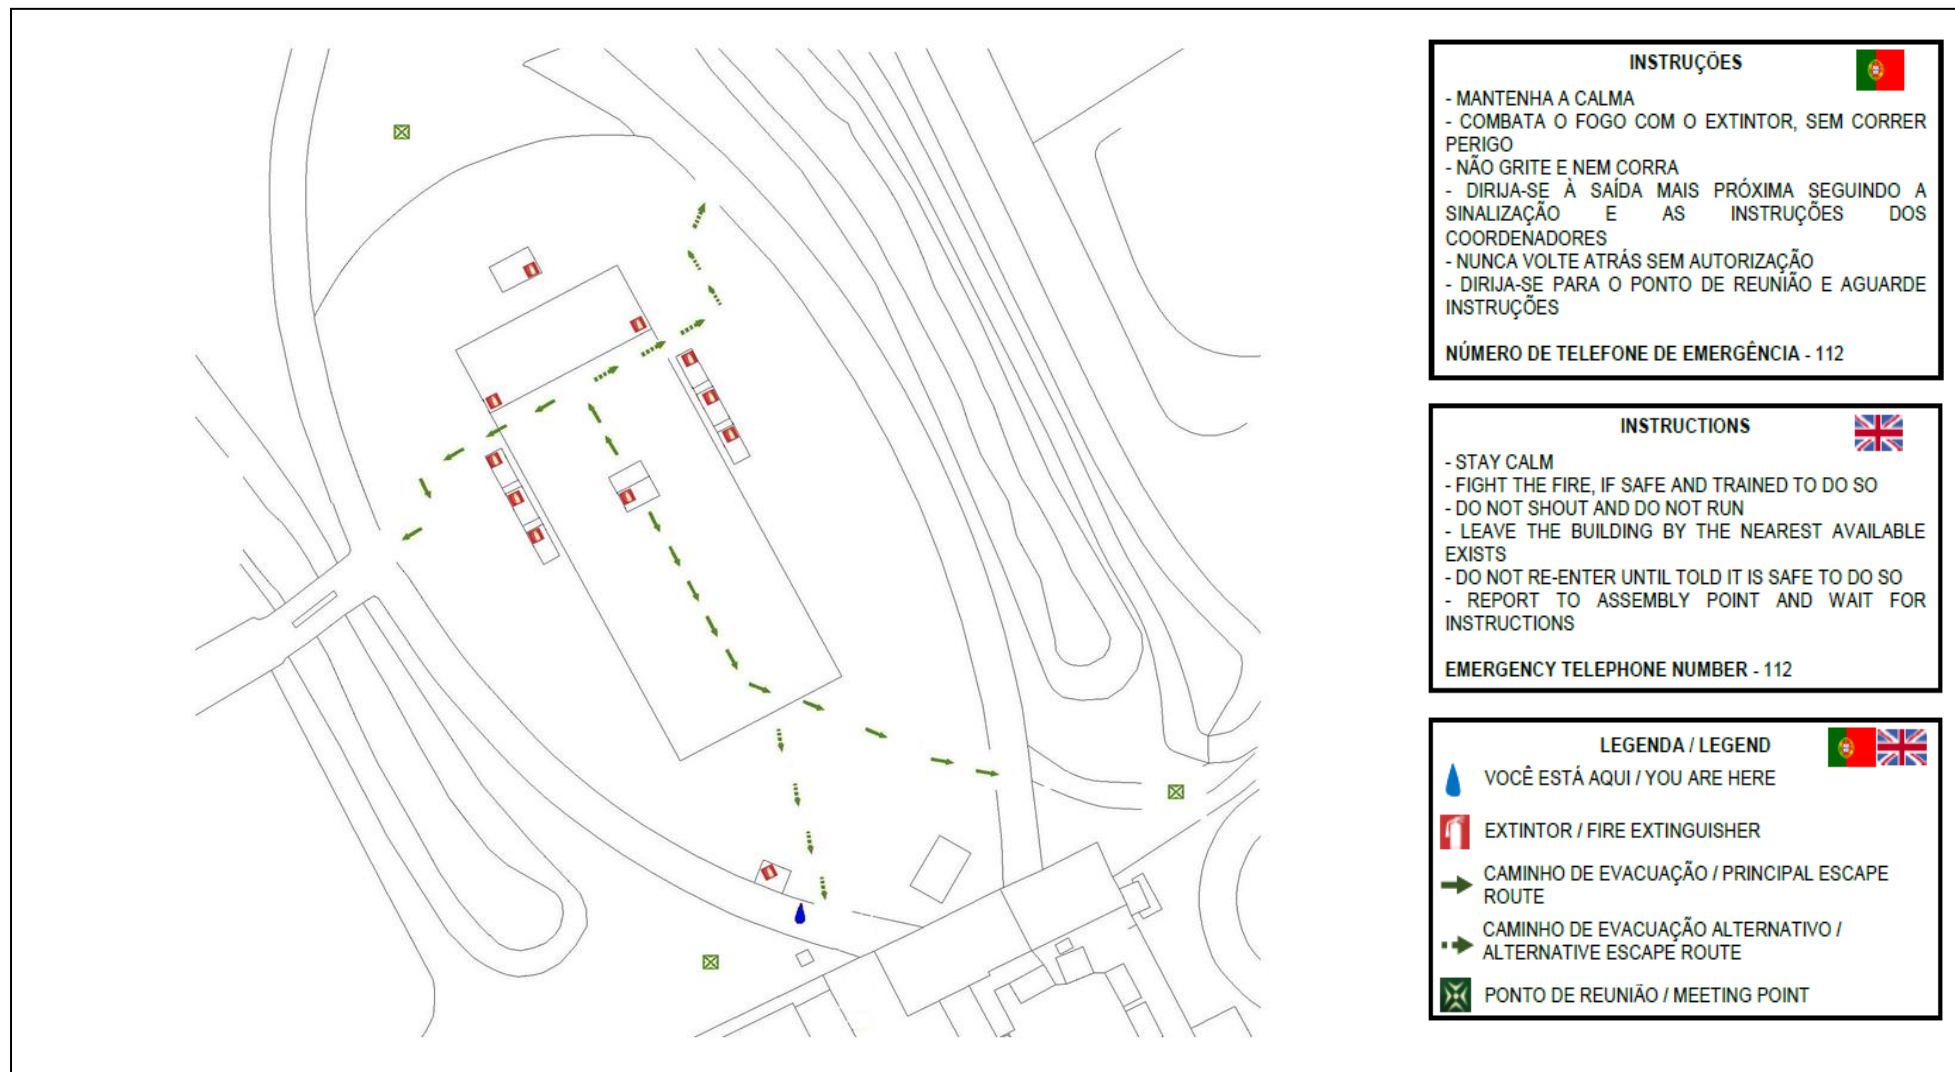 INSTRUÇÕES
- MANTENHA A CALMA
- COMBATA O FOGO COM O EXTINTOR, SEM CORRER
PERIGO
- NÃO GRITE E NEM CORRA
- DIRIJA-SE À SAÍDA MAIS PRÓXIMA SEGUINDO A
SINALIZAÇÃO E AS INSTRUÇÕES DOS
COORDENADORES
- NUNCA VOLTE ATRÁS SEM AUTORIZAÇÃO
- DIRIJA-SE PARA O PONTO DE REUNIÃO E AGUARDE
INSTRUÇÕES
NÚMERO DE TELEFONE DE EMERGÊNCIA - 112
INSTRUCTIONS
- STAY CALM
- FIGHT THE FIRE, IF SAFE AND TRAINED TO DO SO
- DO NOT SHOUT AND DO NOT RUN
- LEAVE THE BUILDING BY THE NEAREST AVAILABLE
EXISTS
- DO NOT RE-ENTER UNTIL TOLD IT IS SAFE TO DO SO
- REPORT TO ASSEMBLY POINT AND WAIT FOR
INSTRUCTIONS
EMERGENCY TELEPHONE NUMBER - 112
LEGENDA / LEGEND
VOCÊ ESTÁ AQUI / YOU ARE HERE
EXTINTOR / FIRE EXTINGUISHER
CAMINHO DE EVACUAÇÃO / PRINCIPAL ESCAPE
ROUTE
CAMINHO DE EVACUAÇÃO ALTERNATIVO /
ALTERNATIVE ESCAPE ROUTE
PONTO DE REUNIÃO / MEETING POINT